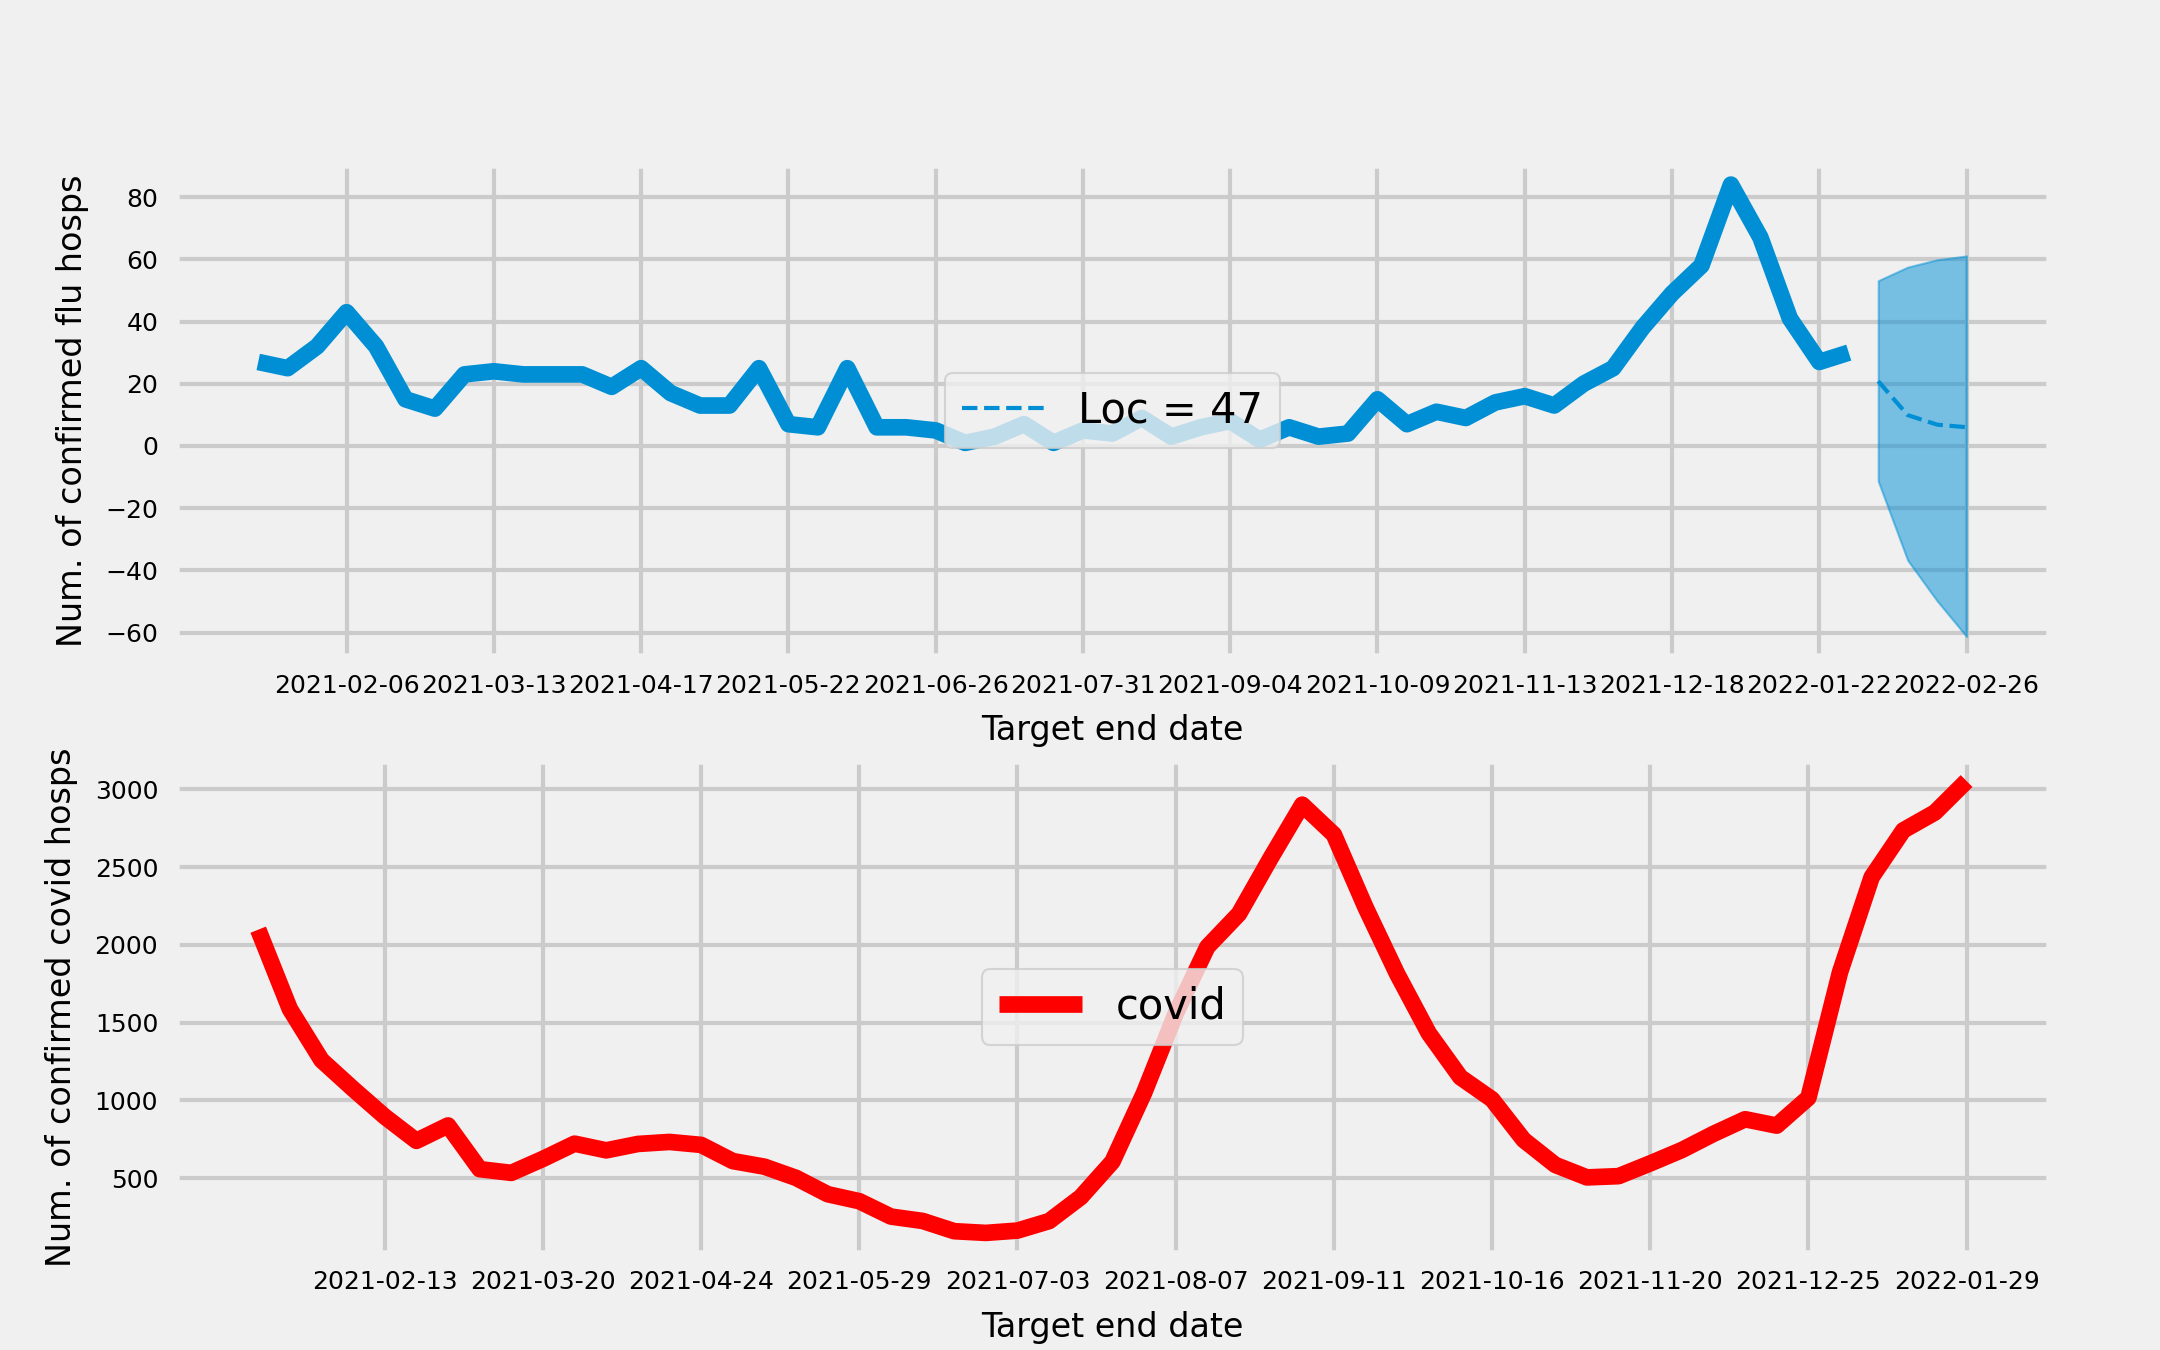 Num. of confirmed flu hosps
80
60
40
20
0
−20
−40
−60
Loc = 47
2021-02-06 2021-03-13 2021-04-17 2021-05-22 2021-06-26 2021-07-31 2021-09-04 2021-10-09 2021-11-13 2021-12-18 2022-01-22 2022-02-26
Target end date
Num. of confirmed covid hosps
3000
2500
2000
1500
1000
500
covid
2021-02-13 2021-03-20 2021-04-24 2021-05-29 2021-07-03 2021-08-07 2021-09-11 2021-10-16 2021-11-20 2021-12-25 2022-01-29
Target end date